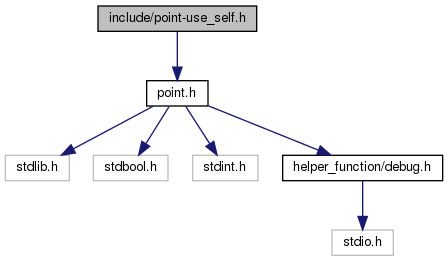 include/point-use_self.h
point.h
stdlib.h
stdbool.h
stdint.h
helper_function/debug.h
stdio.h